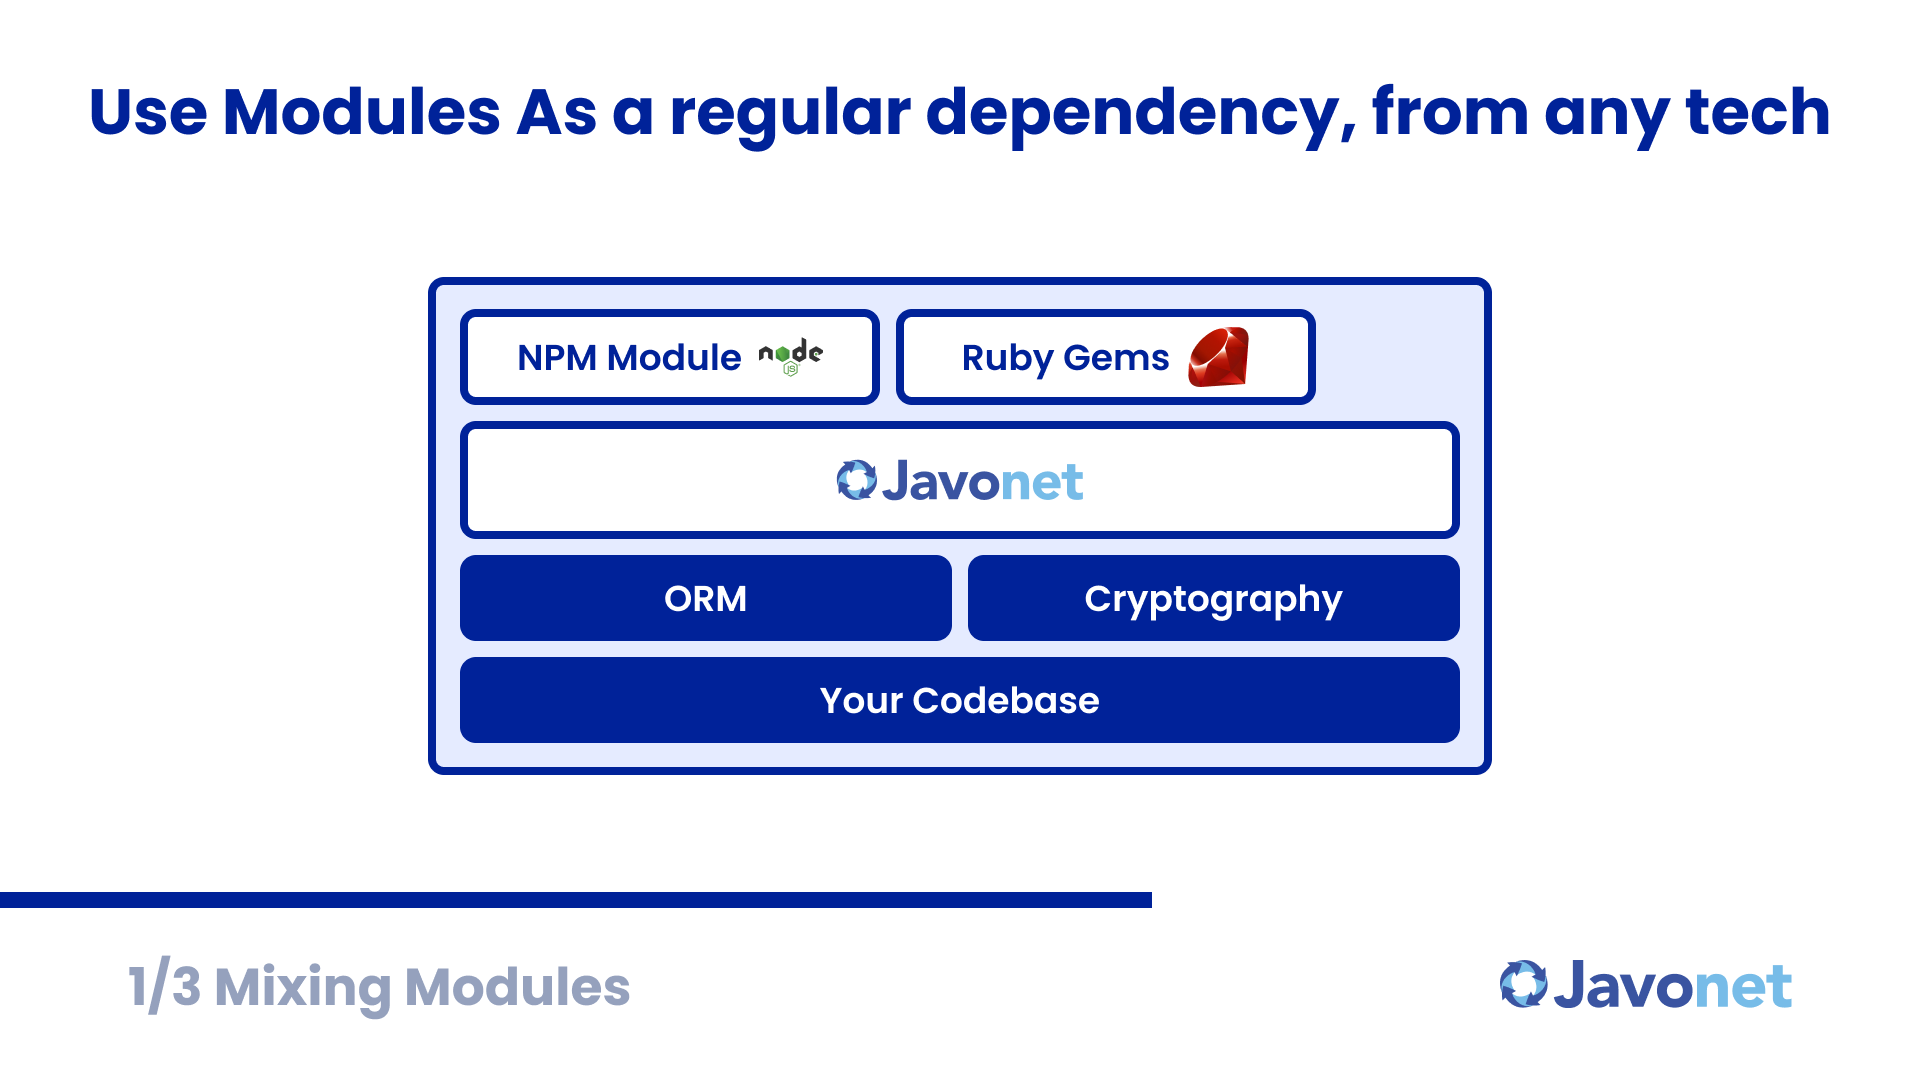 Use Modules As a regular dependency, from any tech
NPM Module node JS
Ruby Gems
Javonet
ORM
Cryptography
Your Codebase
1/3 Mixing Modules
Javonet